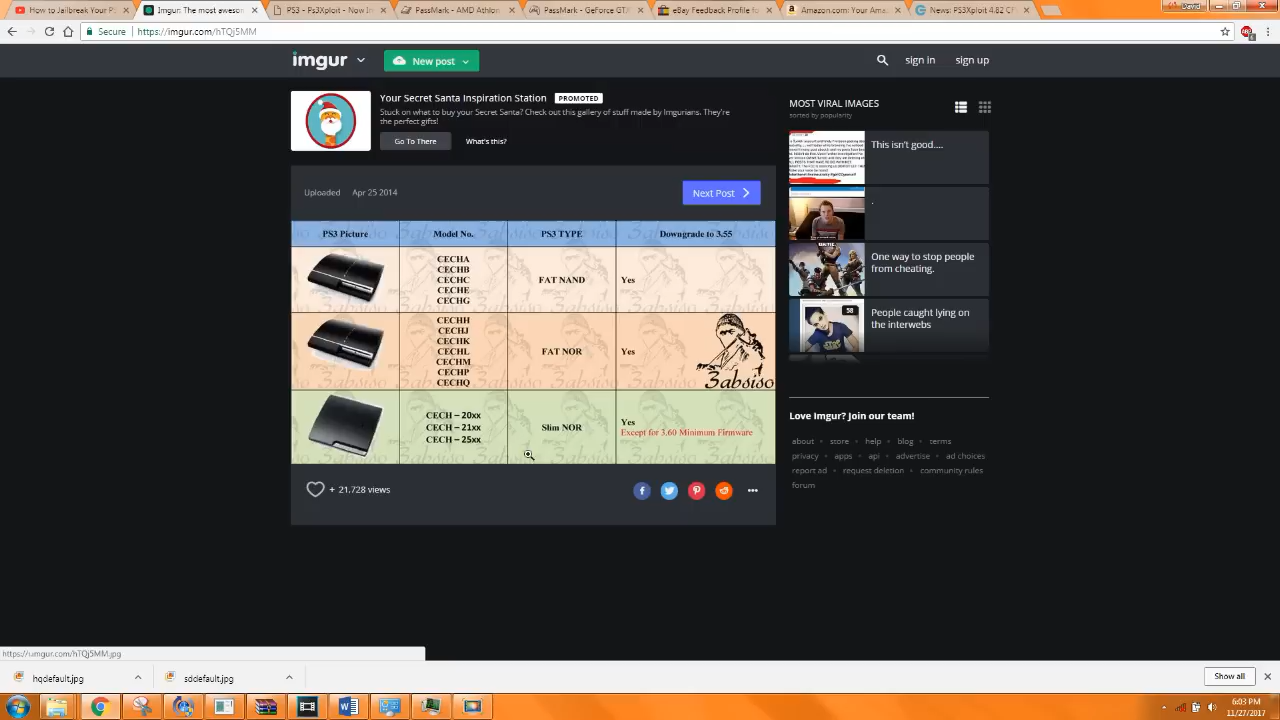 How to Jailbreak Your P
Imgur: The most awesom
PS3 - PS3Xploit - Now In
PassMark - AMD Athlon
PassMark - GeForce GT
eBay Feedback Profile fo
Amazon.com: Your Ama
News: PS3Xploit 4.82 CF
David
Secure
https://imgur.com/hTQj5MM
imgur
New post
sign in
sign up
Your Secret Santa Inspiration Station
PROMOTED
Stuck on what to buy your Secret Santa? Check out this gallery of stuff made by Imgurians. They're
the perfect gifts!
Go To There
What's this?
Uploaded Apr 25 2014
Next Post
PS3 Picture Model No. PS3 TYPE Downgrade to 3.55
CECHA
CECHB
CECHC
CECHE
CECHG
FAT NAND
Yes
CECHH
CECHJ
CECHK
CECHL
CECHM
CECHP
CECHQ
FAT NOR
Yes
3absiso
CECH – 20xx
CECH – 21xx
CECH – 25xx
Slim NOR
Yes
Except for 3.60 Minimum Firmware
+ 21,728 views
MOST VIRAL IMAGES
sorted by popularity
This isn't good....
.
One way to stop people
from cheating.
58
People caught lying on
the interwebs
Love Imgur? Join our team!
about store help blog terms
privacy apps api advertise ad choices
report ad request deletion community rules
forum
https://imgur.com/hTQj5MM.jpg
hqdefault.jpg
sddefault.jpg
Show all
6:03 PM
11/27/2017